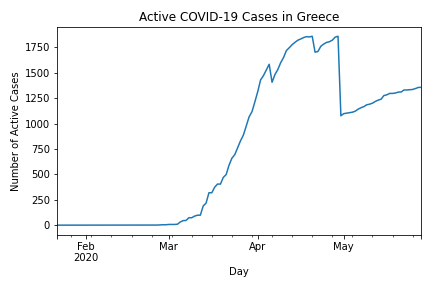 Active COVID-19 Cases in Greece
Number of Active Cases
1750
1500
1250
1000
750
500
250
0
Feb
2020
Mar
Apr
May
Day